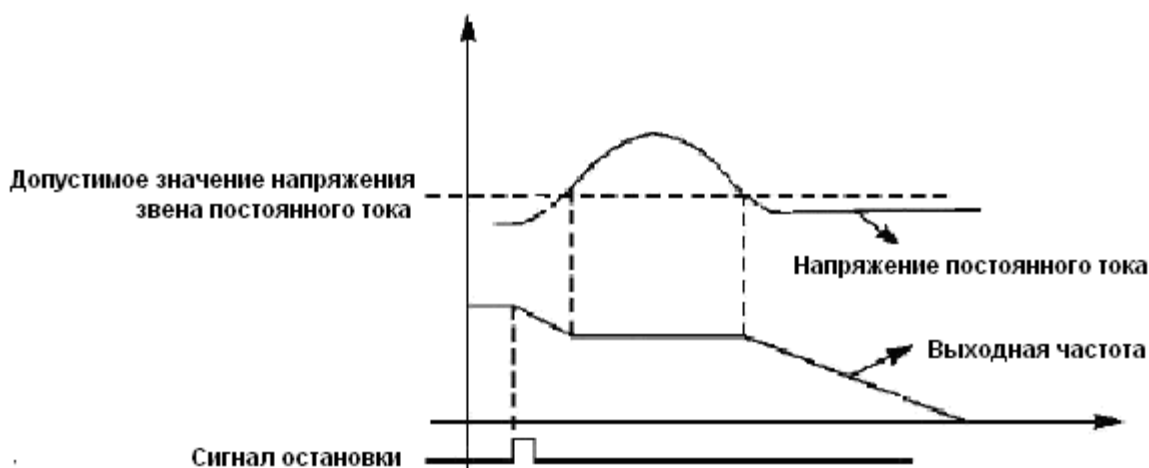 Допустимое значение напряжения
звена постоянного тока
Напряжение постоянного тока
Выходная частота
Сигнал остановки